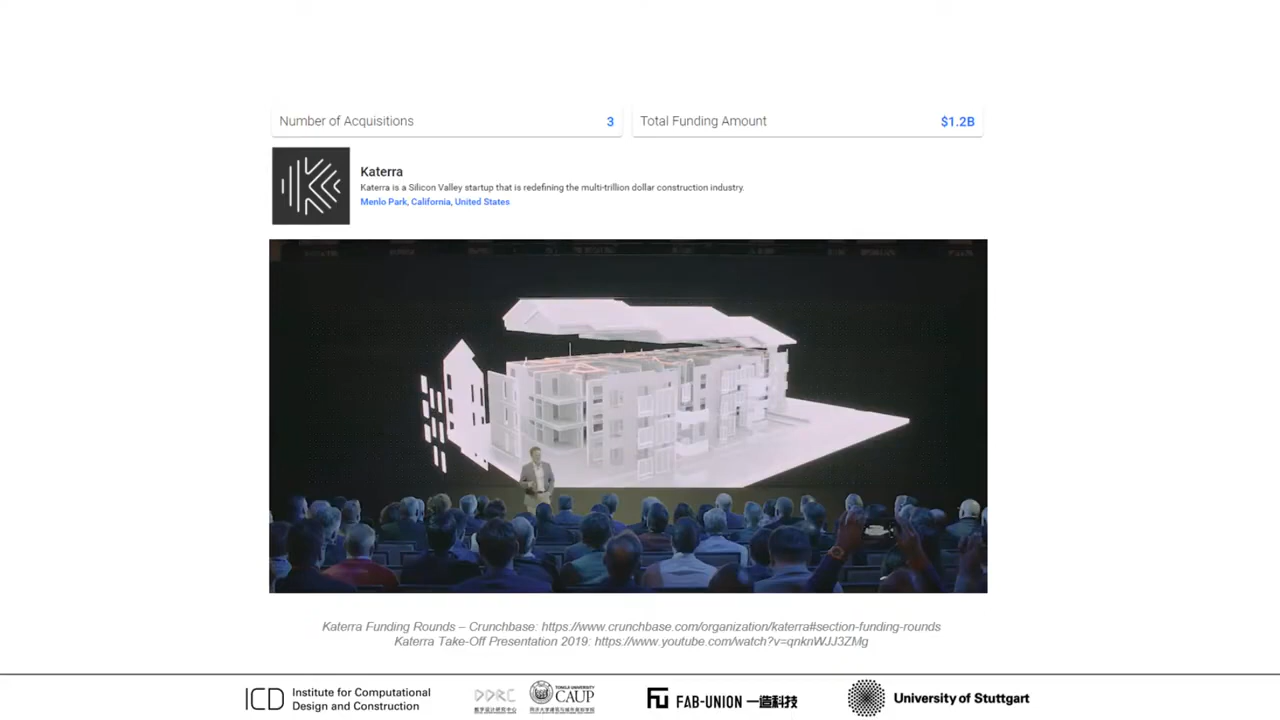 Number of Acquisitions 3
Total Funding Amount $1.2B
Katerra
Katerra is a Silicon Valley startup that is redefining the multi-trillion dollar construction industry.
Menlo Park, California, United States
Katerra Funding Rounds – Crunchbase: https://www.crunchbase.com/organization/katerra#section-funding-rounds
Katerra Take-Off Presentation 2019: https://www.youtube.com/watch?v=qnknWJJ3ZMg
ICD
Institute for Computational
Design and Construction
DDRC
TONGJI UNIVERSITY
CAUP
FAB-UNION 一造科技
University of Stuttgart